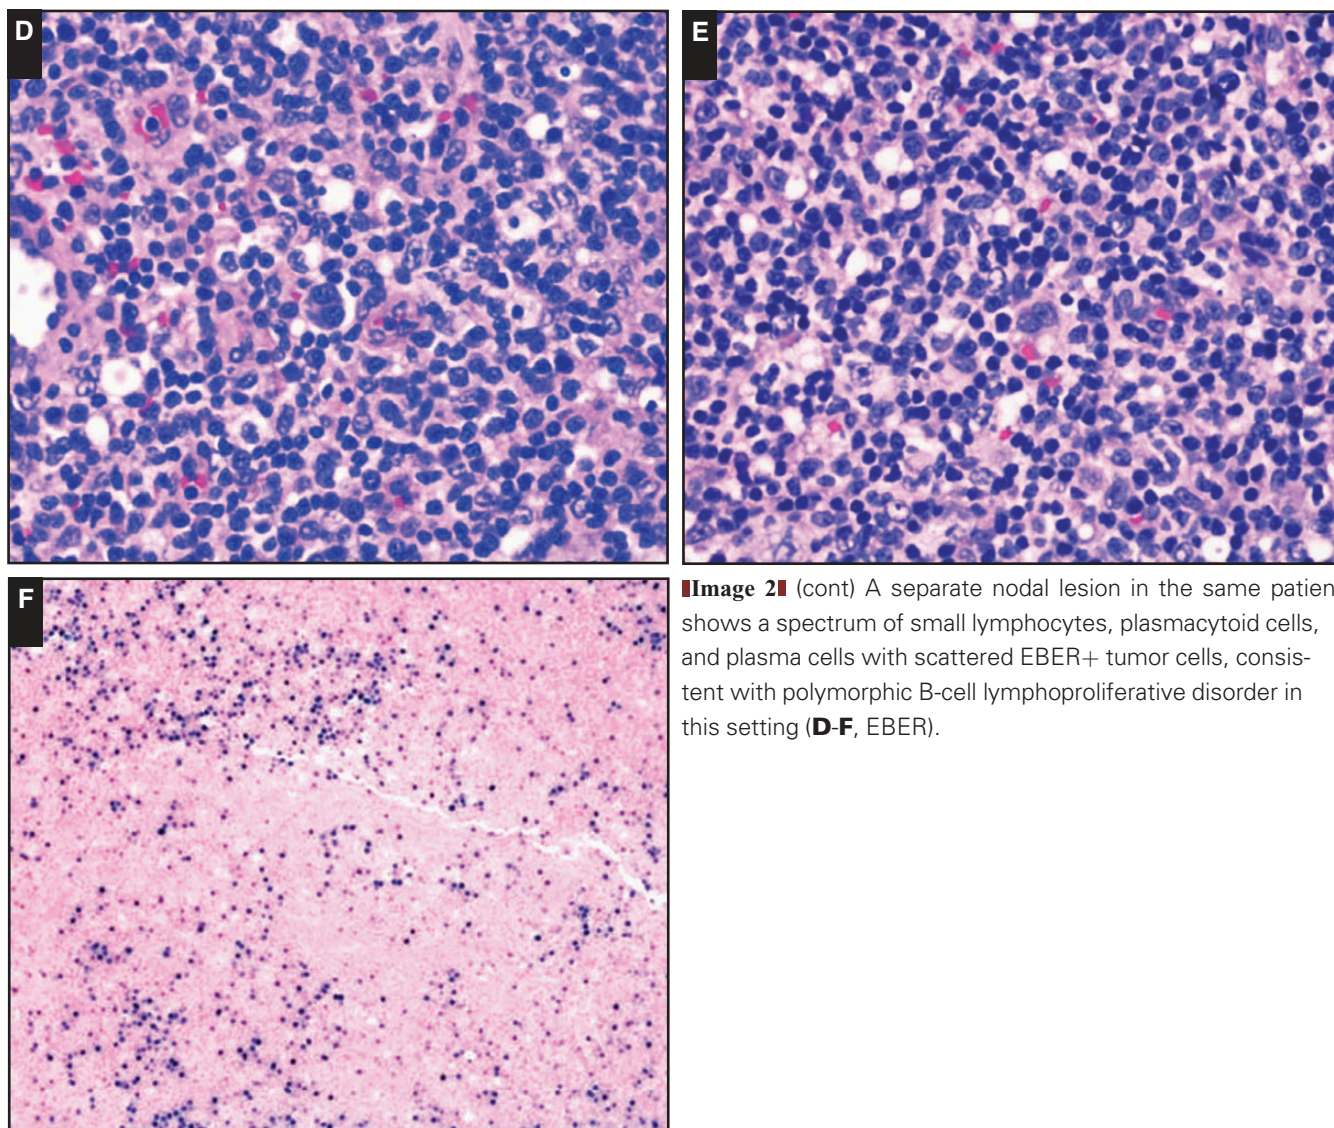 D
E
F
Image 2 (cont) A separate nodal lesion in the same patien
shows a spectrum of small lymphocytes, plasmacytoid cells,
and plasma cells with scattered EBER+ tumor cells, consis-
tent with polymorphic B-cell lymphoproliferative disorder in
this setting (D-F, EBER).